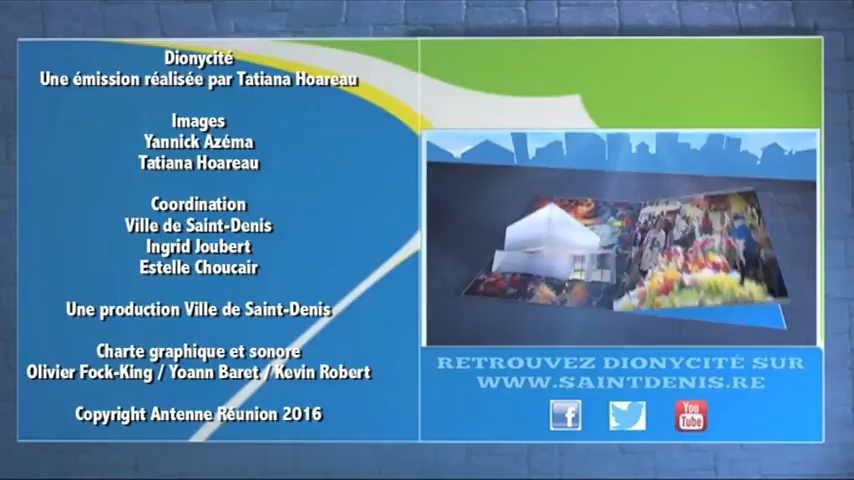 Dionycité
Une émission réalisée par Tatiana Hoareau
Images
Yannick Azéma
Tatiana Hoareau
Coordination
Ville de Saint-Denis
Ingrid Joubert
Estelle Choucair
Une production Ville de Saint-Denis
Charte graphique et sonore
Olivier Fock-King / Yoann Baret / Kevin Robert
Copyright Antenne Réunion 2016
RETROUVEZ DIONYCITÉ SUR
WWW.SAINTDENIS.RE
You
Tube